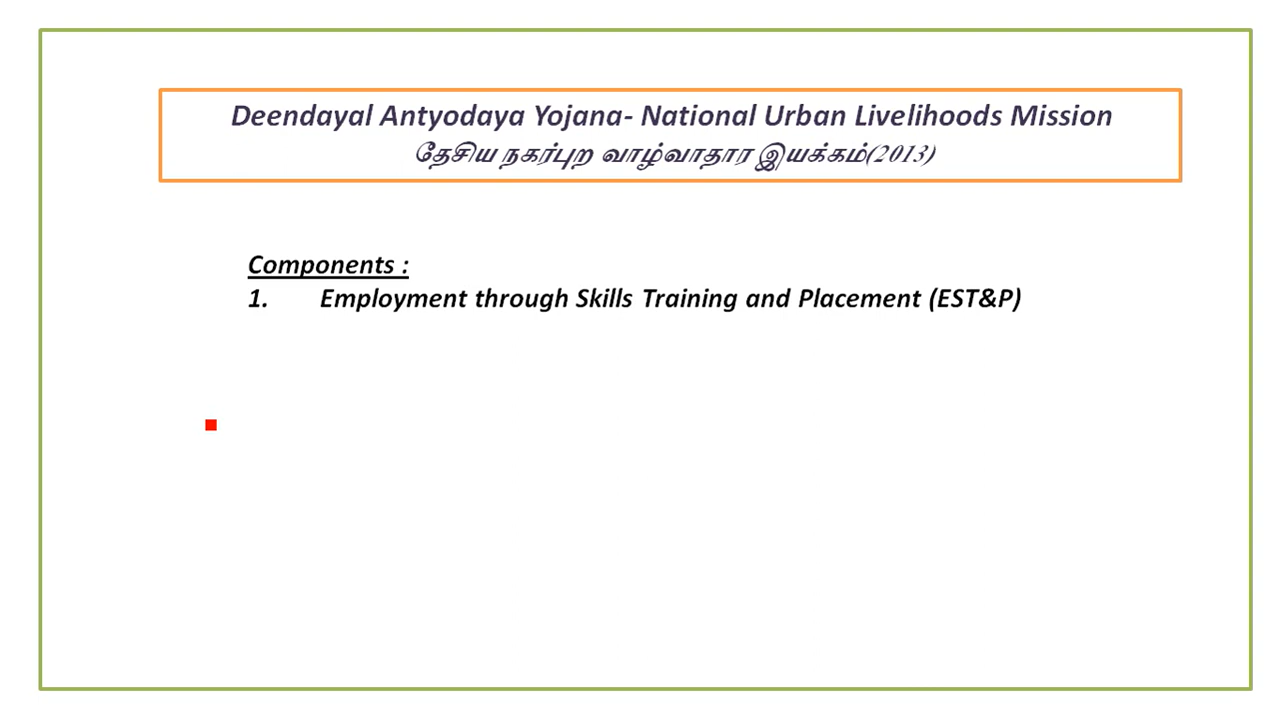 Deendayal Antyodaya Yojana- National Urban Livelihoods Mission
தேசிய நகர்புற வாழ்வாதார இயக்கம்(2013)
Components :
1. Employment through Skills Training and Placement (EST&P)